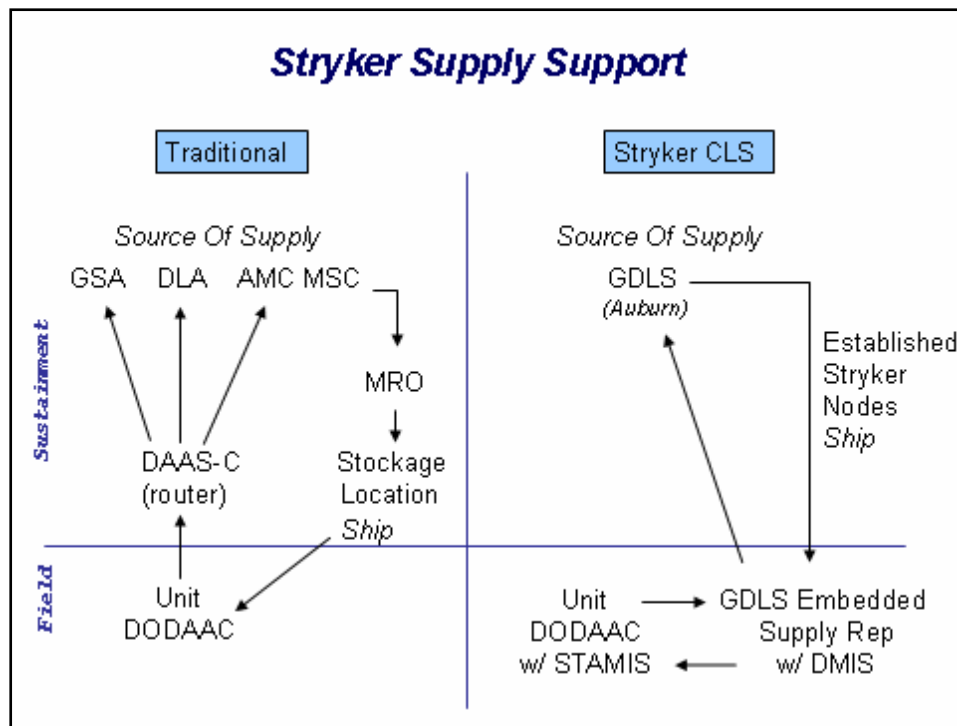 Stryker Supply Support
Traditional
Stryker CLS
Source Of Supply
GSA DLA AMC MSC
MRO
DAAS-C
(router)
Stockage
Location
Ship
Unit
DODAAC
Source Of Supply
GDLS
(Auburn)
Established
Stryker
Nodes
Ship
Unit
DODAAC
w/ STAMIS
GDLS Embedded
Supply Rep
w/ DMIS
Sustainment
Field